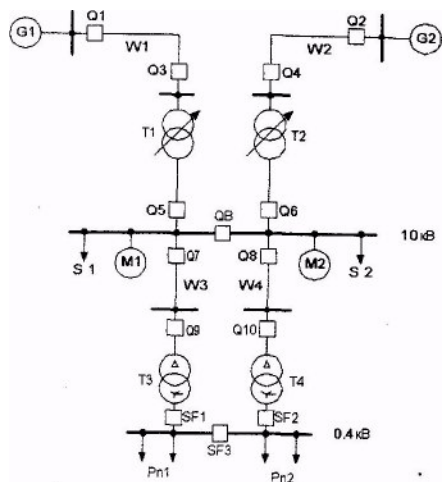 G1 Q1 Q2 G2
W1 W2
Q3 Q4
T1 T2
Q5 QB Q6
10 кВ
S 1 M1 Q7 Q8 M2 S 2
W3 W4
Q9 Q10
T3 T4
SF1 SF2
SF3 0.4 кВ
Pn1 Pn2